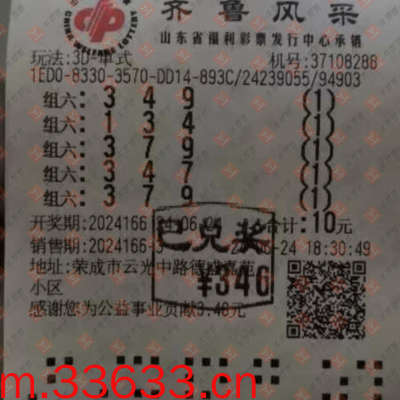 齐鲁风采
CHINA WELFARE LOTTERY
山东省福利彩票发行中心承销
玩法:3D-单式 机号:37108286
1ED0-8330-3570-DD14-893C/24239055/94903
组六: 3 4 9 (1)
组六: 1 3 4 (1)
组六: 3 7 9 (1)
组六: 3 4 7 (1)
组六: 3 7 9 (1)
开奖期:2024166 合计:10元
销售期:2024166 24 18:30:49
已兑奖
¥346
地址:荣成市云光中路德盛嘉苑
小区
感谢您为公益事业贡献3.40元
m.33633.cn